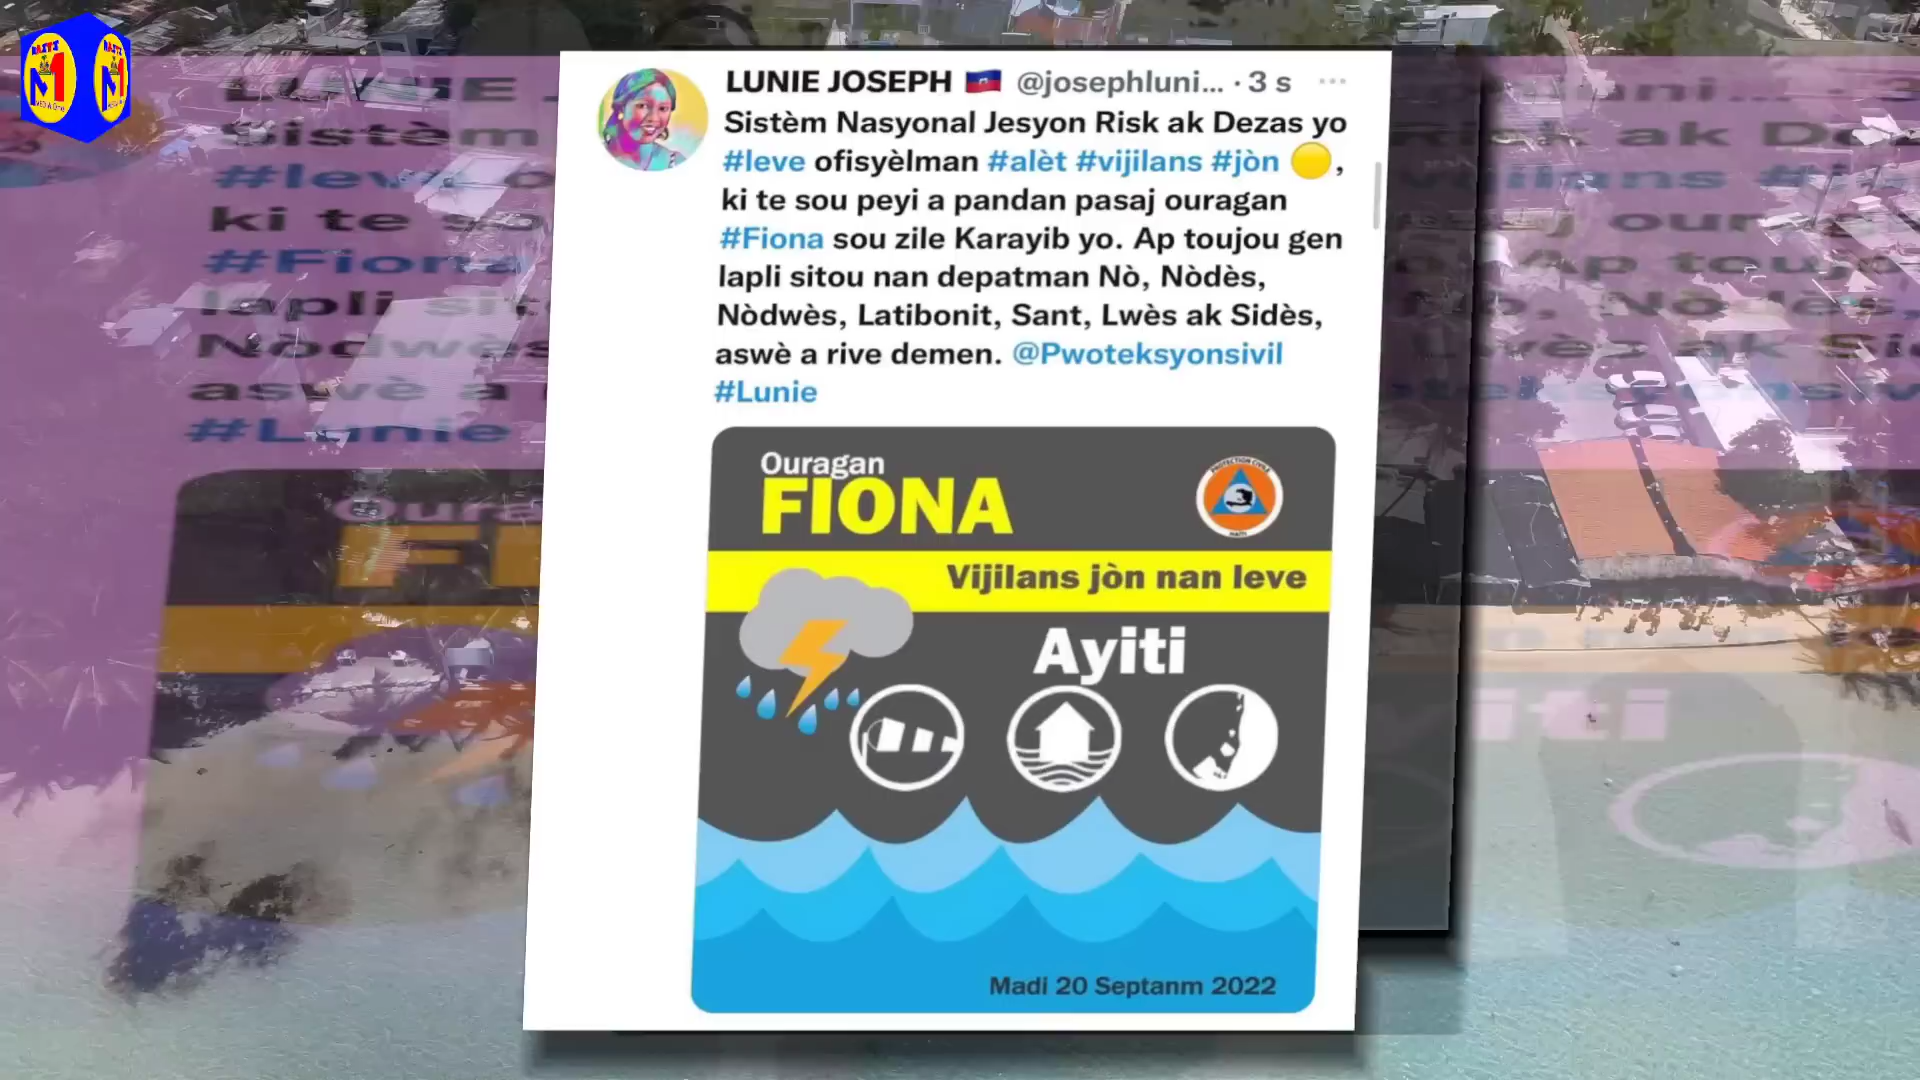 LUNIE JOSEPH 🇭🇹 @josephluni... · 3 s
Sistèm Nasyonal Jesyon Risk ak Dezas yo
#leve ofisyèlman #alèt #vijilans #jòn 🟡,
ki te sou peyi a pandan pasaj ouragan
#Fiona sou zile Karayib yo. Ap toujou gen
lapli sitou nan depatman Nò, Nòdès,
Nòdwès, Latibonit, Sant, Lwès ak Sidès,
aswè a rive demen. @Pwoteksyonsivil
#Lunie
Ouragan
FIONA
PROTECTION CIVILE
HAITI
Vijilans jòn nan leve
Ayiti
Madi 20 Septanm 2022